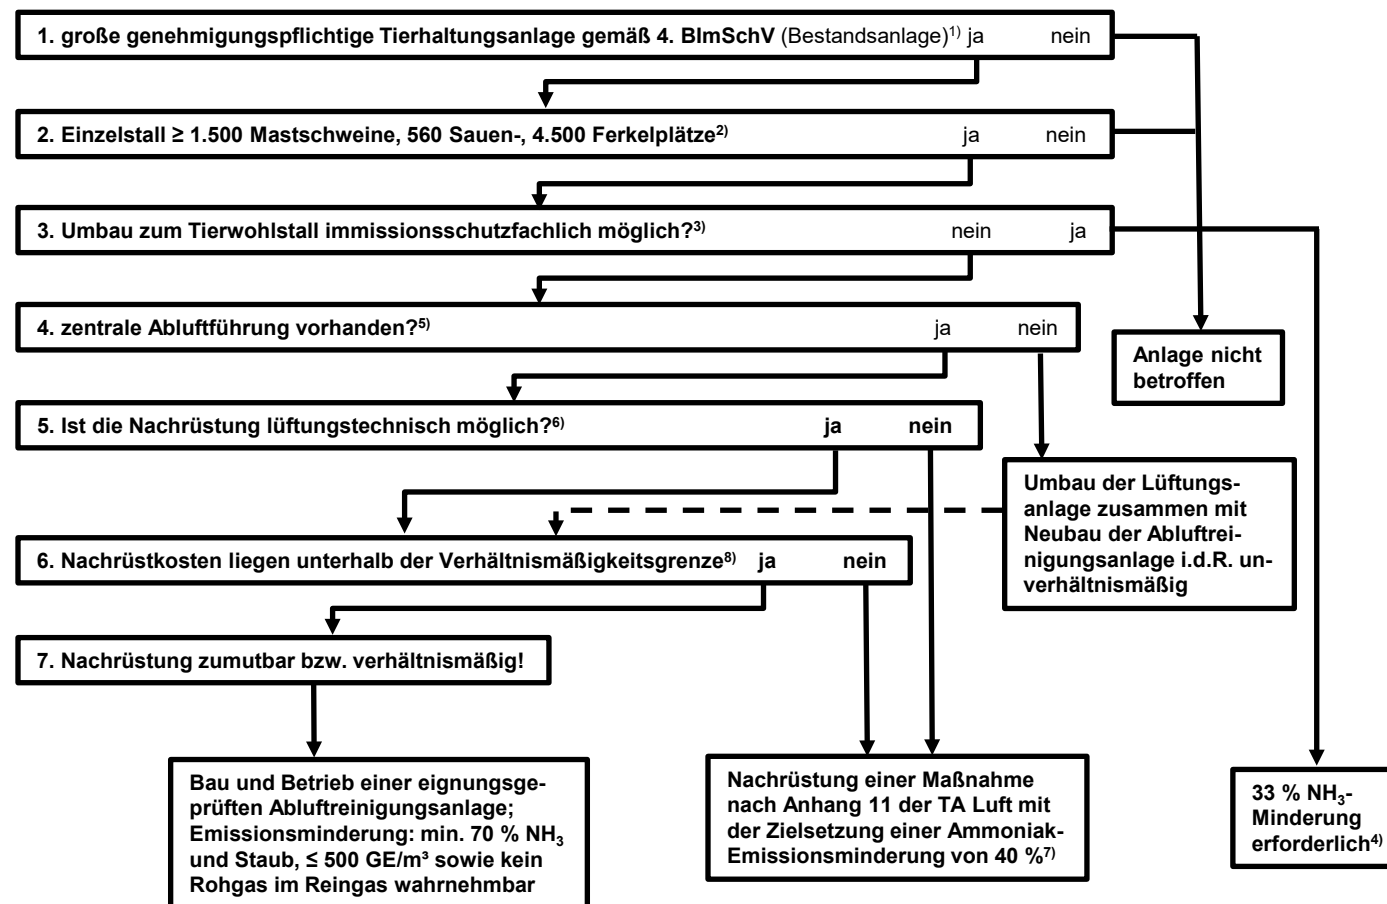 1. große genehmigungspflichtige Tierhaltungsanlage gemäß 4. BImSchV (Bestandsanlage)1) ja nein
2. Einzelstall ≥ 1.500 Mastschweine, 560 Sauen-, 4.500 Ferkelplätze2) ja nein
3. Umbau zum Tierwohlstall immissionsschutzfachlich möglich?3) nein ja
4. zentrale Abluftführung vorhanden?5) ja nein
Anlage nicht
betroffen
5. Ist die Nachrüstung lüftungstechnisch möglich?6) ja nein
Umbau der Lüftungs-
anlage zusammen mit
Neubau der Abluftrei-
nigungsanlage i.d.R. un-
verhältnismäßig
6. Nachrüstkosten liegen unterhalb der Verhältnismäßigkeitsgrenze8) ja nein
7. Nachrüstung zumutbar bzw. verhältnismäßig!
Bau und Betrieb einer eignungsge-
prüften Abluftreinigungsanlage;
Emissionsminderung: min. 70 % NH3
und Staub, ≤ 500 GE/m³ sowie kein
Rohgas im Reingas wahrnehmbar
Nachrüstung einer Maßnahme
nach Anhang 11 der TA Luft mit
der Zielsetzung einer Ammoniak-
Emissionsminderung von 40 %7)
33 % NH3-
Minderung
erforderlich4)